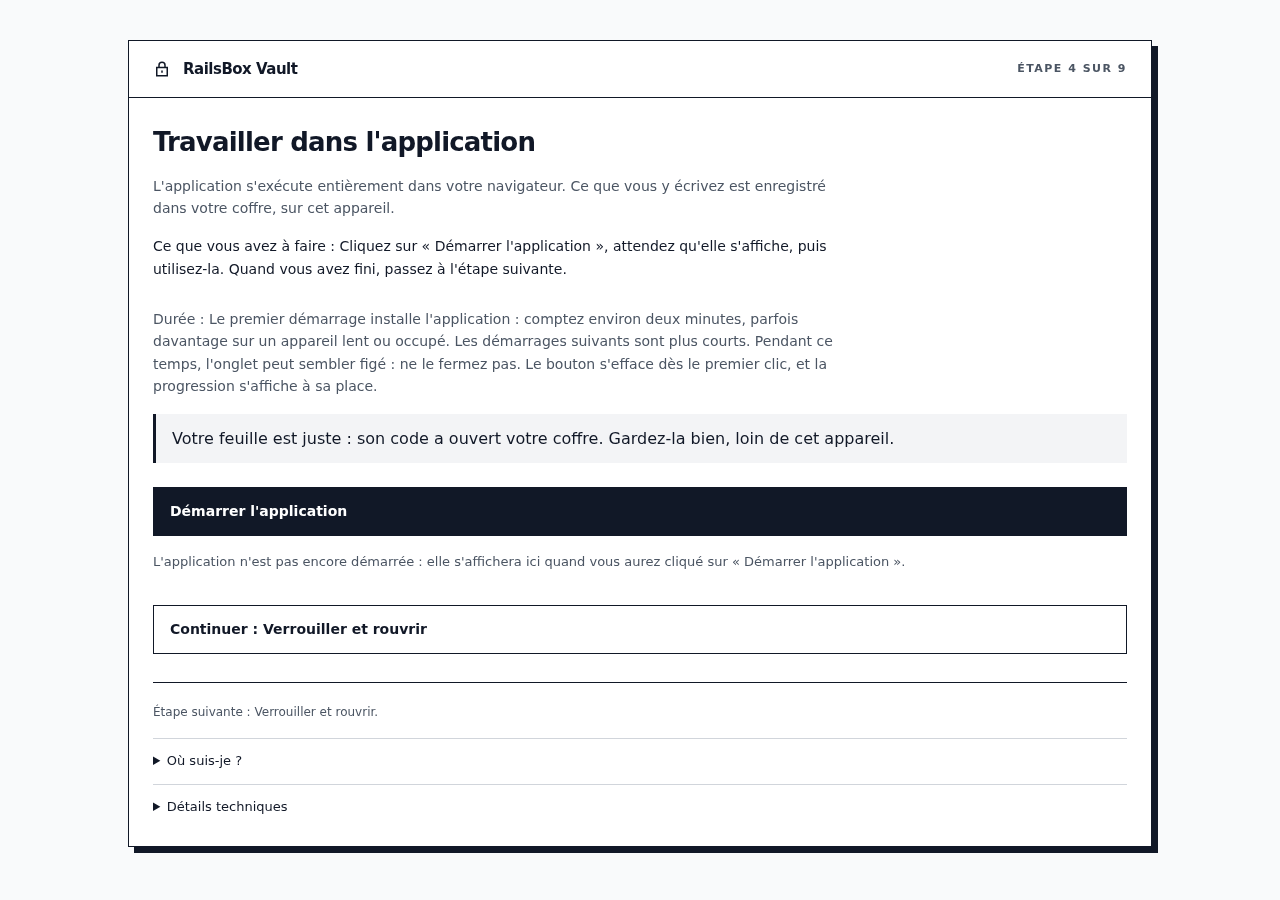 RailsBox Vault
ÉTAPE 4 SUR 9
Travailler dans l'application
L'application s'exécute entièrement dans votre navigateur. Ce que vous y écrivez est enregistré
dans votre coffre, sur cet appareil.
Ce que vous avez à faire : Cliquez sur « Démarrer l'application », attendez qu'elle s'affiche, puis
utilisez-la. Quand vous avez fini, passez à l'étape suivante.
Durée : Le premier démarrage installe l'application : comptez environ deux minutes, parfois
davantage sur un appareil lent ou occupé. Les démarrages suivants sont plus courts. Pendant ce
temps, l'onglet peut sembler figé : ne le fermez pas. Le bouton s'efface dès le premier clic, et la
progression s'affiche à sa place.
Votre feuille est juste : son code a ouvert votre coffre. Gardez-la bien, loin de cet appareil.
Démarrer l'application
L'application n'est pas encore démarrée : elle s'affichera ici quand vous aurez cliqué sur « Démarrer l'application ».
Continuer : Verrouiller et rouvrir
Étape suivante : Verrouiller et rouvrir.
Où suis-je ?
Détails techniques